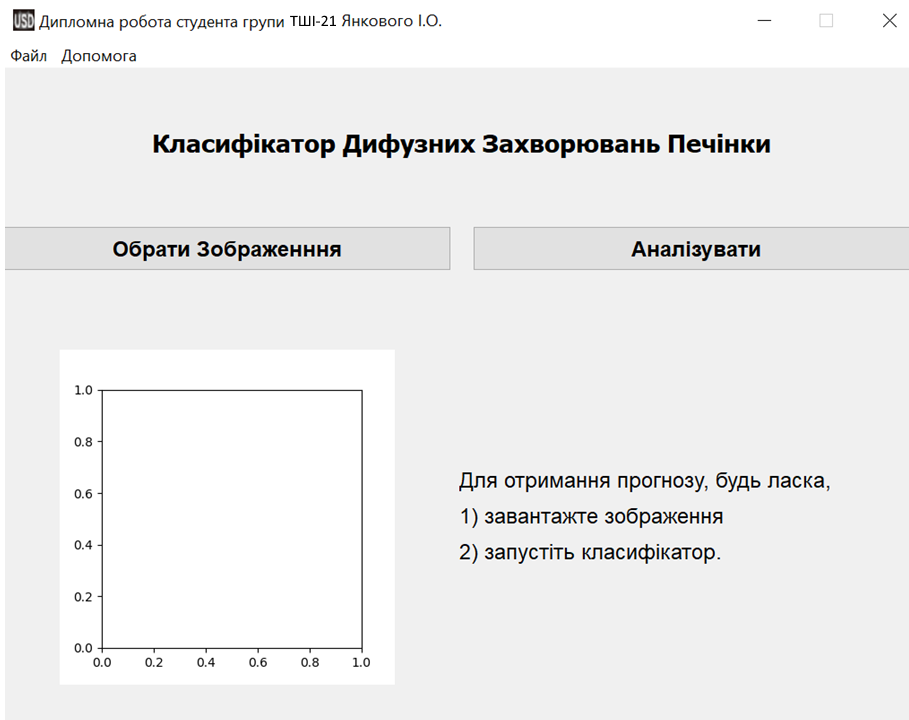 USD Дипломна робота студента групи ТШІ-21 Янкового І.О.
Файл Допомога
Класифікатор Дифузних Захворювань Печінки
Обрати Зображенння
Аналізувати
1.0
0.8
0.6
0.4
0.2
0.0
0.0 0.2 0.4 0.6 0.8 1.0
Для отримання прогнозу, будь ласка,
1) завантажте зображення
2) запустіть класифікатор.